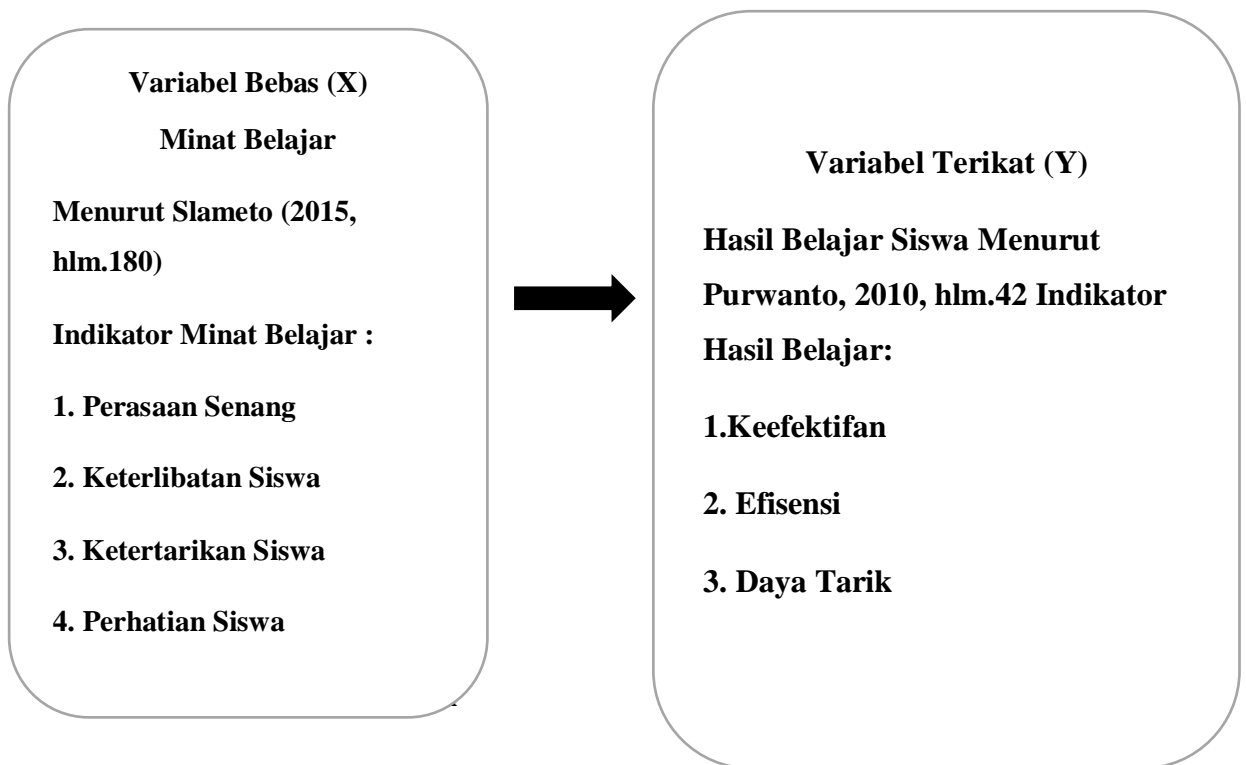 Variabel Bebas (X)
Minat Belajar
Menurut Slameto (2015,
hlm.180)
Indikator Minat Belajar :
1. Perasaan Senang
2. Keterlibatan Siswa
3. Ketertarikan Siswa
4. Perhatian Siswa
Variabel Terikat (Y)
Hasil Belajar Siswa Menurut
Purwanto, 2010, hlm.42 Indikator
Hasil Belajar:
1.Keefektifan
2. Efisensi
3. Daya Tarik